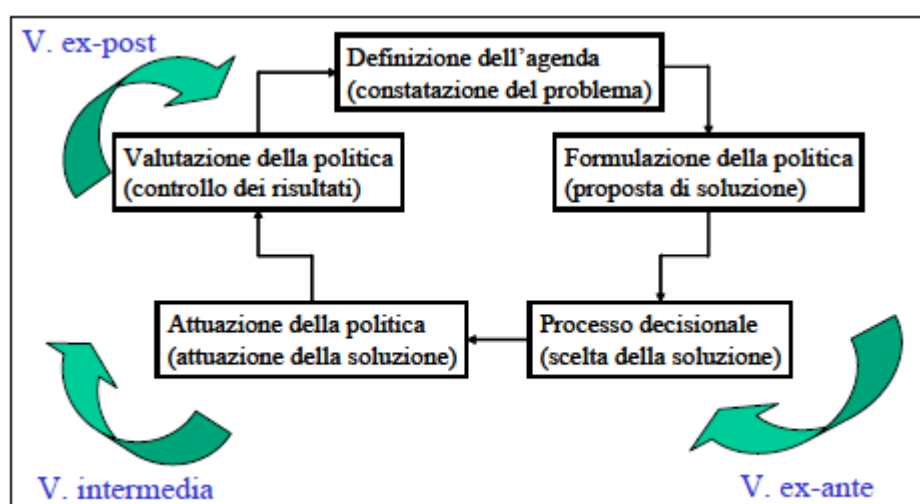 V. ex-post
Definizione dell’agenda
(constatazione del problema)
Valutazione della politica
(controllo dei risultati)
Formulazione della politica
(proposta di soluzione)
Attuazione della politica
(attuazione della soluzione)
Processo decisionale
(scelta della soluzione)
V. intermedia
V. ex-ante